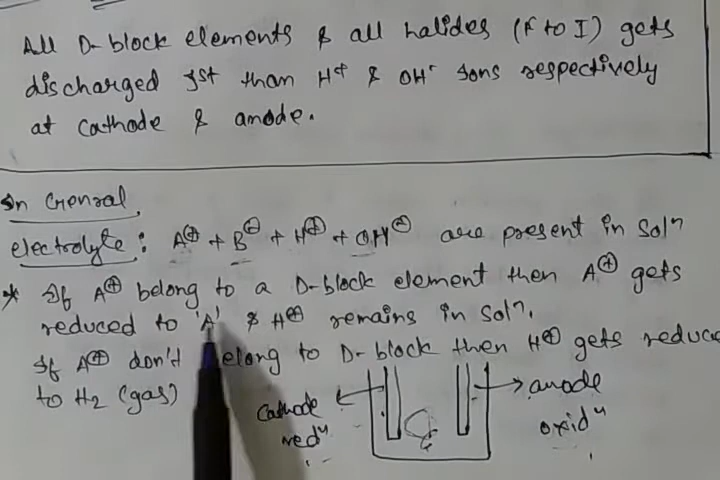 All D-block elements & all halides (F to I) gets
discharged 1st than H⁺ & OH⁻ ions respectively
at cathode & anode.
In General
electrolyte: A⊕ + B⊖ + H⊕ + OH⊖ are present in solⁿ
* If A⊕ belong to a D-block element then A⊕ gets
reduced to 'A' & H⊕ remains in solⁿ.
If A⊕ don't belong to D-block then H⊕ gets reduce
to H₂ (gas)
cathode
redⁿ
anode
oxidⁿ